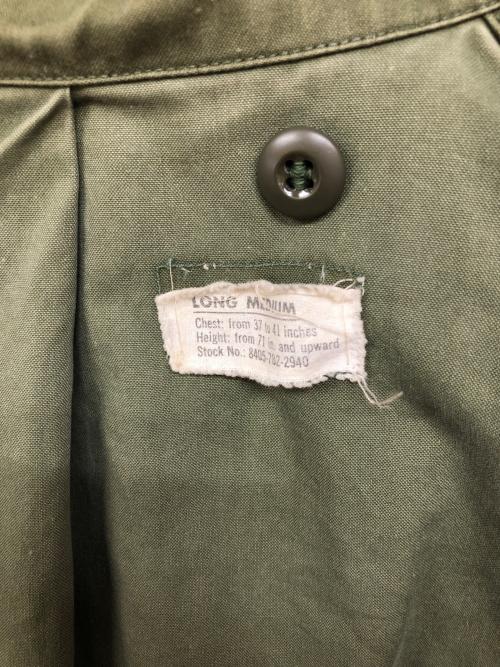 LONG MEDIUM
Chest: from 37 to 41 inches
Height: from 71 in. and upward
Stock No.: 8405-782-2940